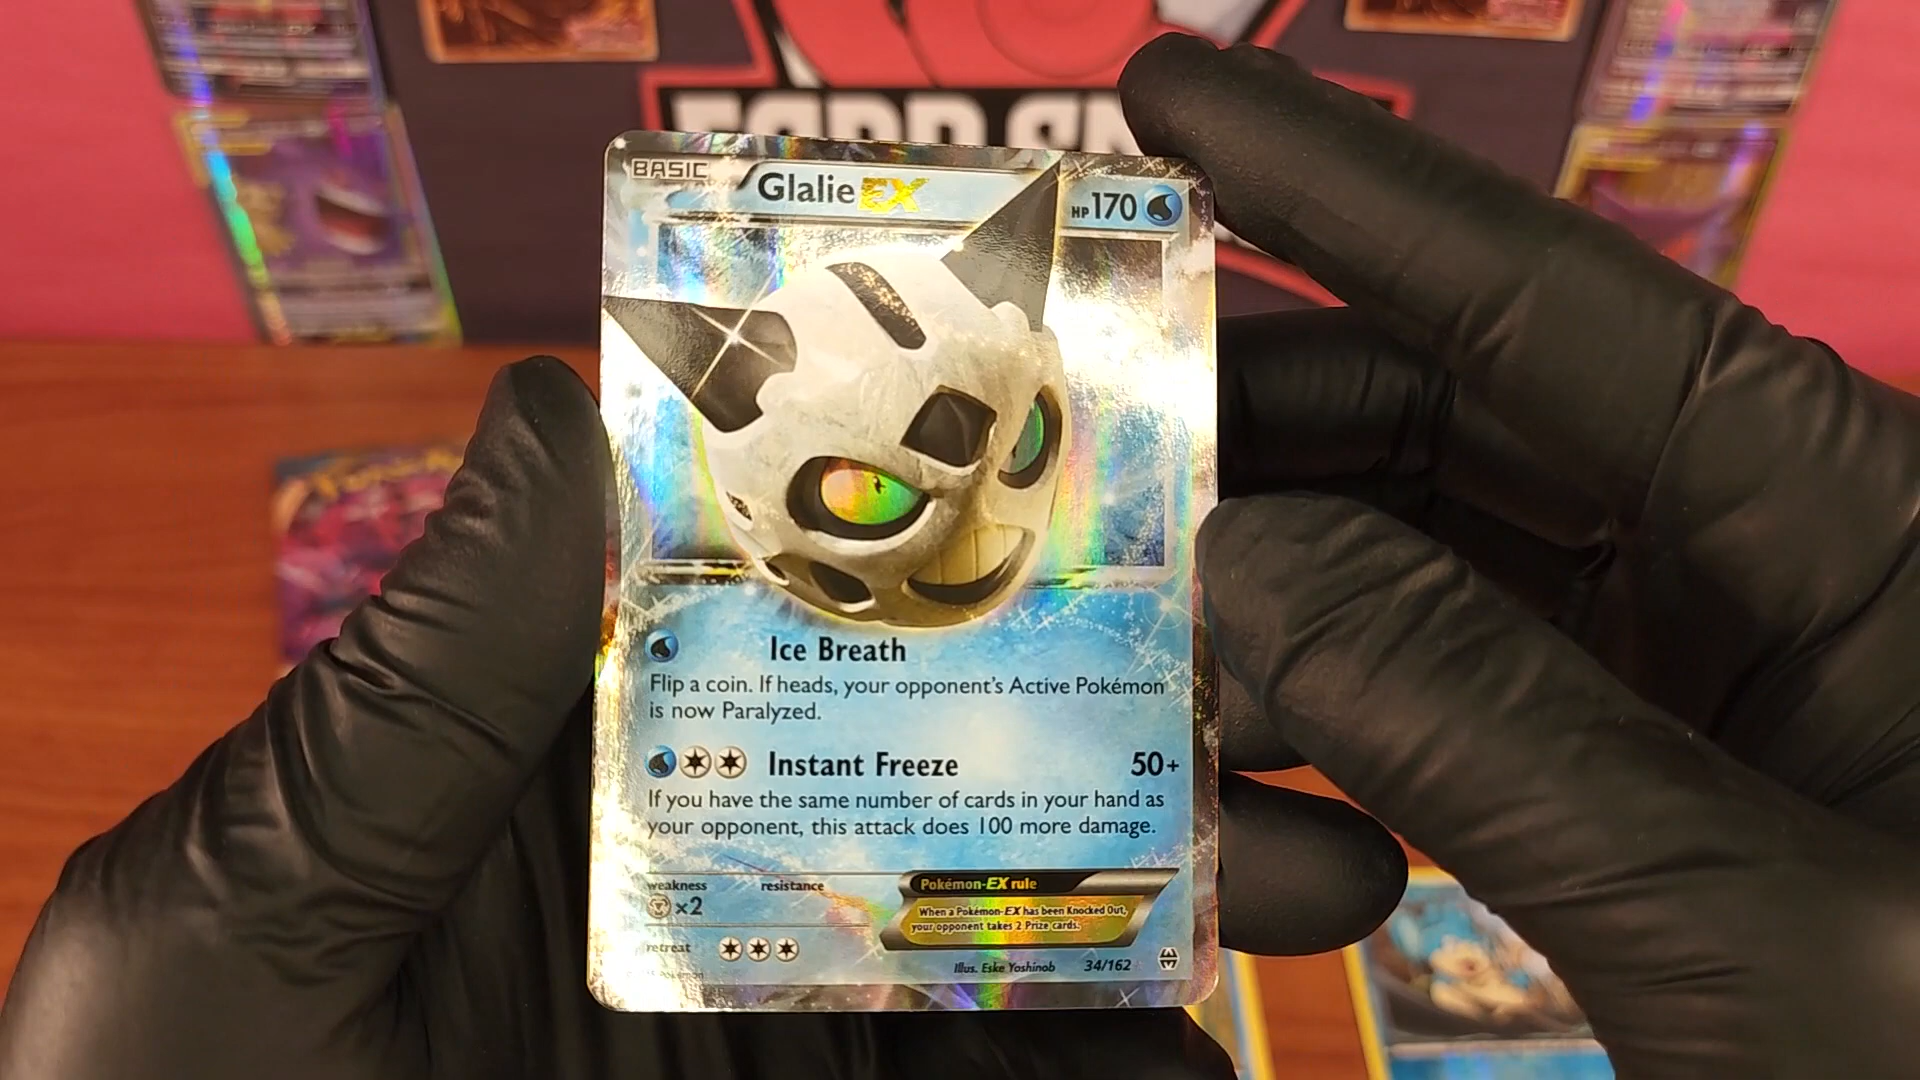 BASIC
Glalie EX
HP 170
Ice Breath
Flip a coin. If heads, your opponent's Active Pokémon
is now Paralyzed.
Instant Freeze 50+
If you have the same number of cards in your hand as
your opponent, this attack does 100 more damage.
weakness resistance
×2
Pokémon-EX rule
When a Pokémon-EX has been Knocked Out,
your opponent takes 2 Prize cards.
retreat
Illus. Eske Yoshinob 34/162